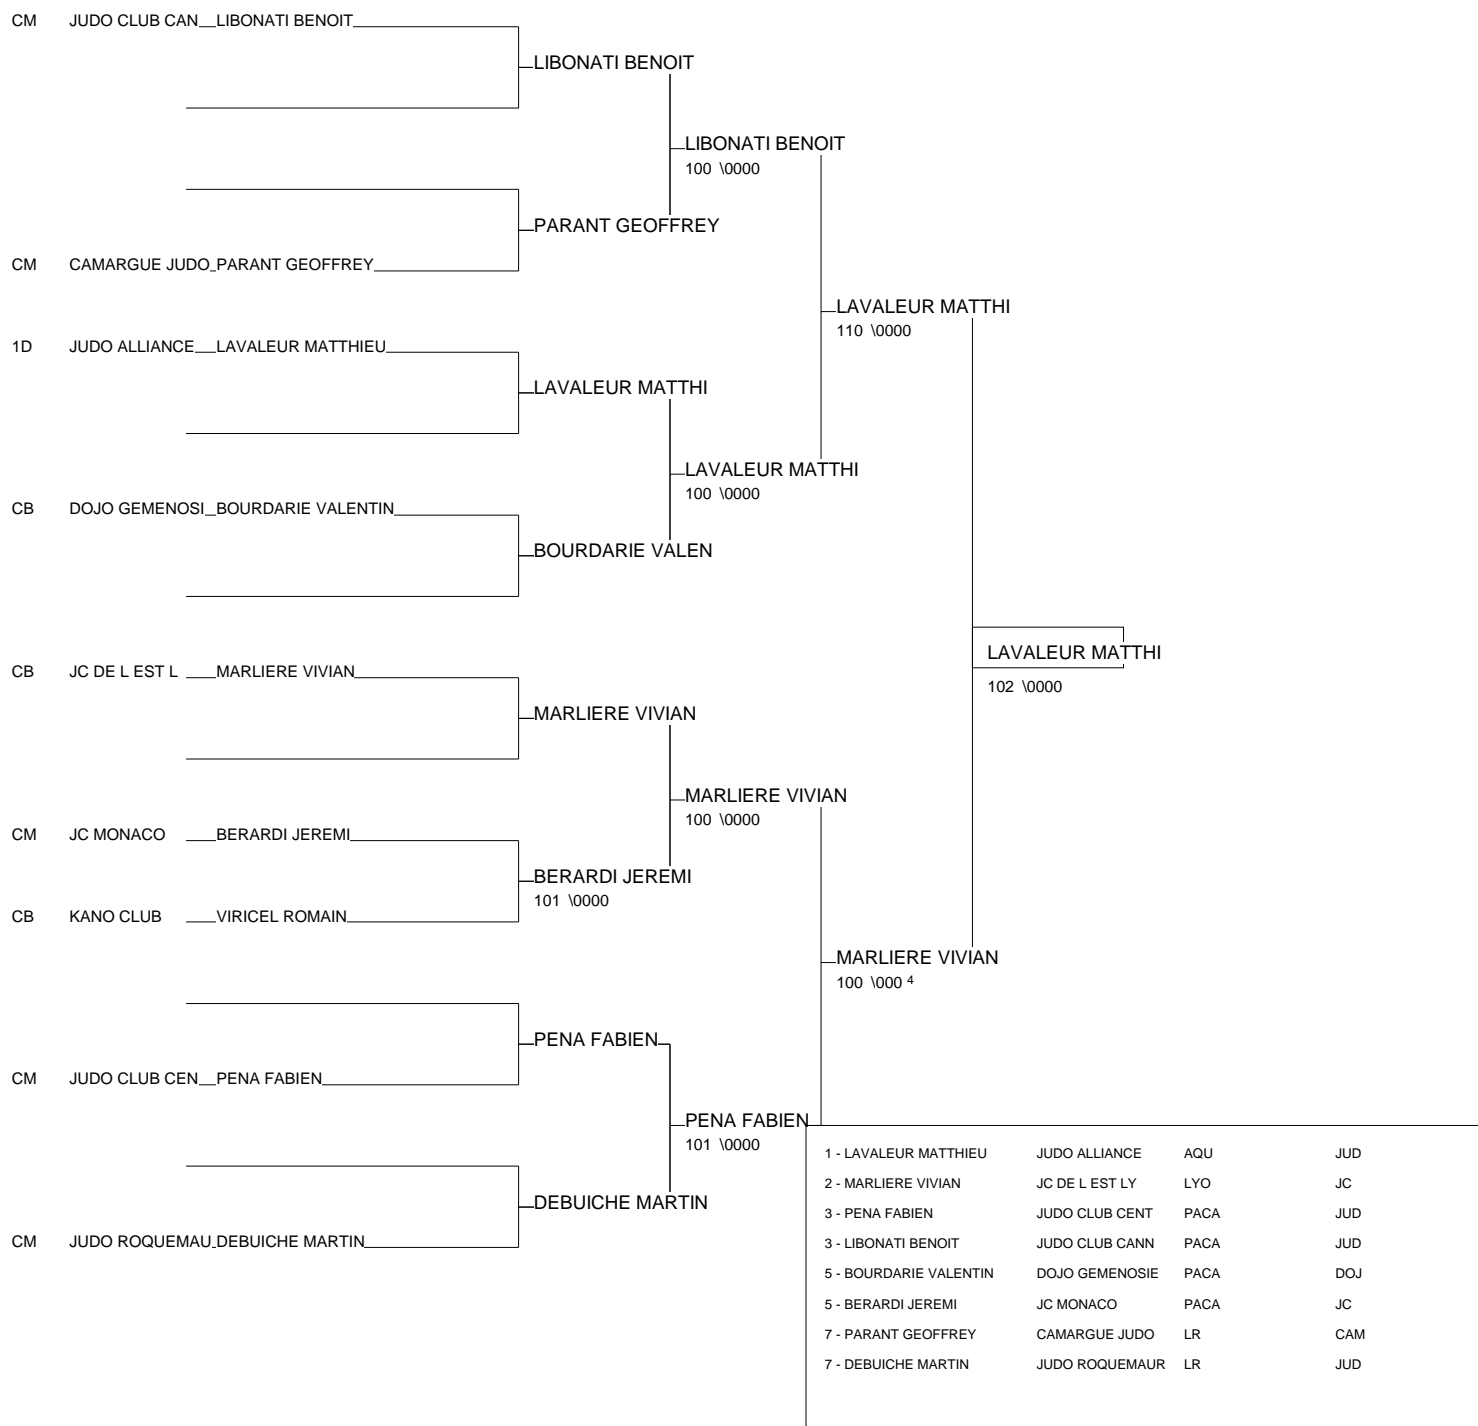 CM JUDO CLUB CAN LIBONATI BENOIT
LIBONATI BENOIT
LIBONATI BENOIT
100 \0000
PARANT GEOFFREY
CM CAMARGUE JUDO PARANT GEOFFREY
LAVALEUR MATTHI
110 \0000
1D JUDO ALLIANCE LAVALEUR MATTHIEU
LAVALEUR MATTHI
LAVALEUR MATTHI
100 \0000
CB DOJO GEMENOSI BOURDARIE VALENTIN
BOURDARIE VALEN
LAVALEUR MATTHI
102 \0000
CB JC DE L EST L MARLIERE VIVIAN
MARLIERE VIVIAN
MARLIERE VIVIAN
100 \0000
CM JC MONACO BERARDI JEREMI
BERARDI JEREMI
101 \0000
CB KANO CLUB VIRICEL ROMAIN
MARLIERE VIVIAN
100 \000 4
PENA FABIEN
CM JUDO CLUB CEN PENA FABIEN
PENA FABIEN
101 \0000
DEBUICHE MARTIN
CM JUDO ROQUEMAU DEBUICHE MARTIN
1 - LAVALEUR MATTHIEU JUDO ALLIANCE AQU JUD
2 - MARLIERE VIVIAN JC DE L EST LY LYO JC
3 - PENA FABIEN JUDO CLUB CENT PACA JUD
3 - LIBONATI BENOIT JUDO CLUB CANN PACA JUD
5 - BOURDARIE VALENTIN DOJO GEMENOSIE PACA DOJ
5 - BERARDI JEREMI JC MONACO PACA JC
7 - PARANT GEOFFREY CAMARGUE JUDO LR CAM
7 - DEBUICHE MARTIN JUDO ROQUEMAUR LR JUD